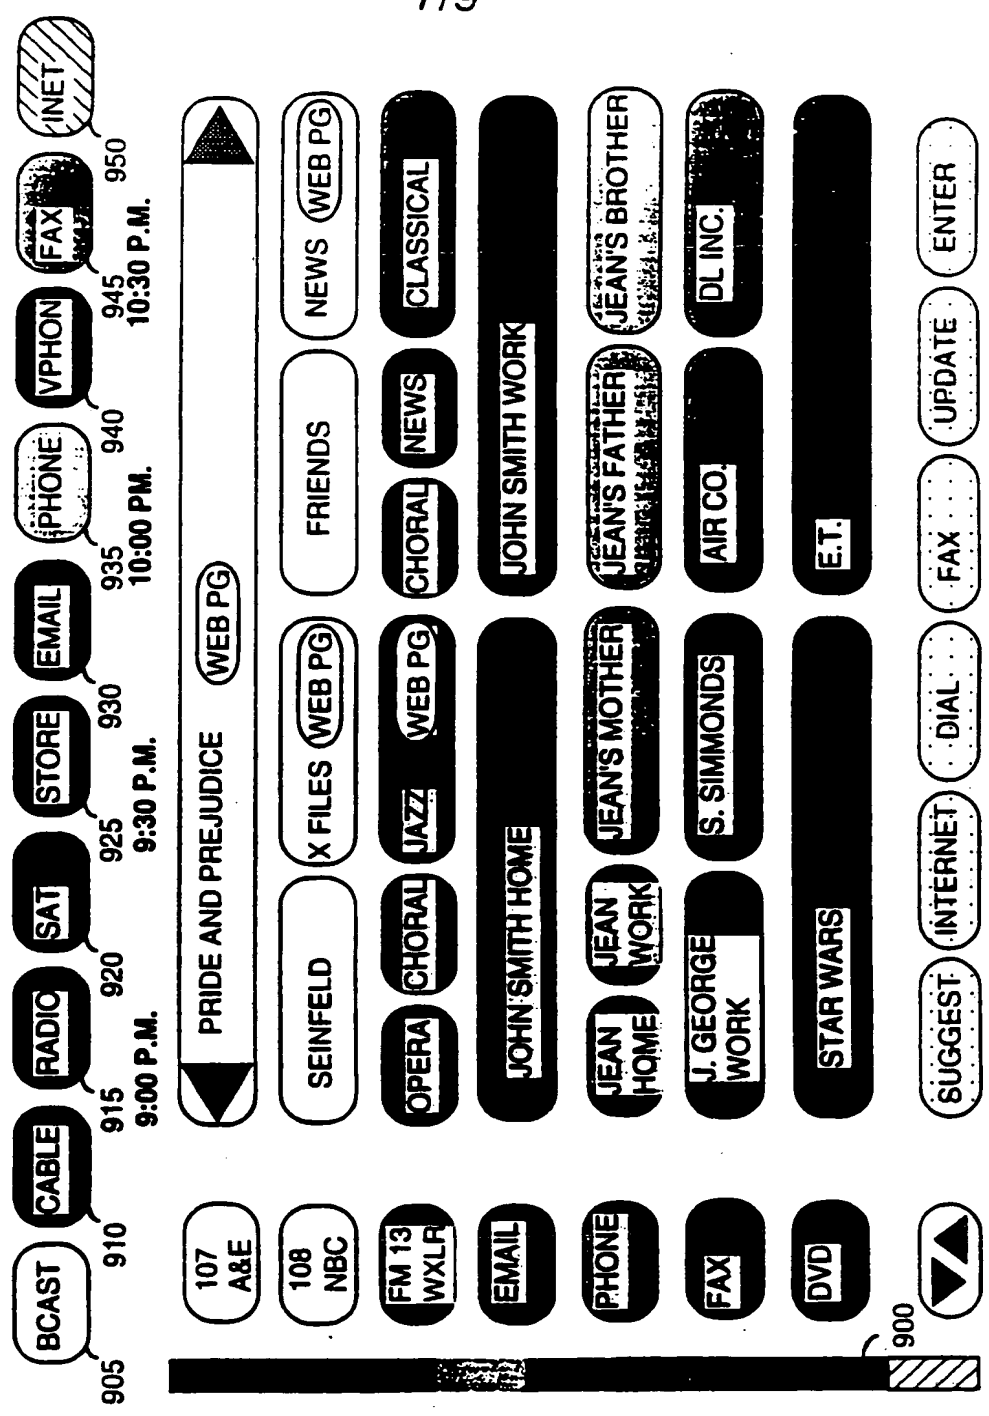 BCAST CABLE RADIO SAT STORE EMAIL PHONE VPHON FAX INET
905 910 915 920 925 930 935 940 945 950
9:00 P.M. 9:30 P.M. 10:00 PM. 10:30 P.M.
107 A&E PRIDE AND PREJUDICE WEB PG
108 NBC SEINFELD X FILES WEB PG FRIENDS NEWS WEB PG
FM 13 WXLR OPERA CHORAL JAZZ WEB PG CHORAL NEWS CLASSICAL
EMAIL JOHN SMITH HOME JOHN SMITH WORK
PHONE JEAN HOME JEAN WORK JEAN'S MOTHER JEAN'S FATHER JEAN'S BROTHER
FAX J. GEORGE WORK S. SIMMONDS AIR CO. DL INC.
DVD STAR WARS E.T.
900
SUGGEST INTERNET DIAL FAX UPDATE ENTER